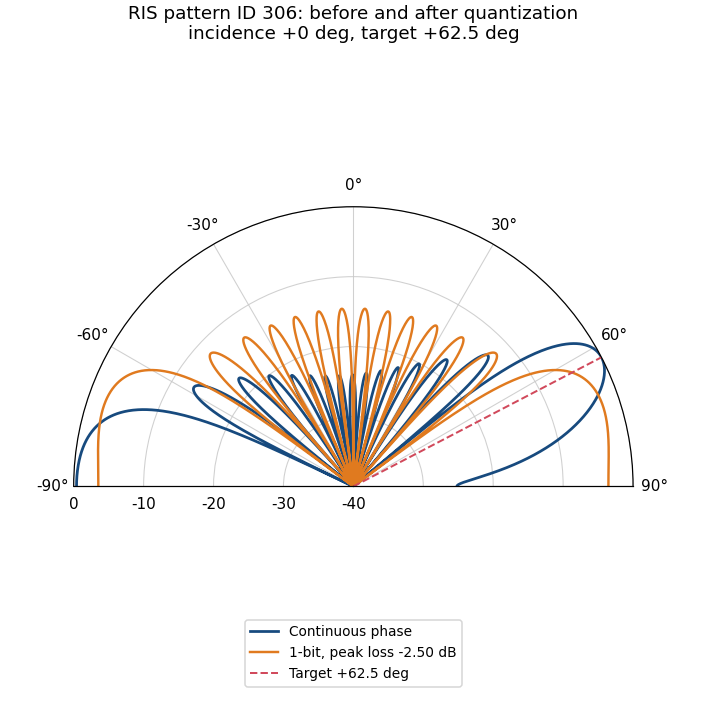 RIS pattern ID 306: before and after quantization
incidence +0 deg, target +62.5 deg
0°
-30°
30°
-60°
60°
-90°
90°
0
-10
-20
-30
-40
Continuous phase
1-bit, peak loss -2.50 dB
Target +62.5 deg